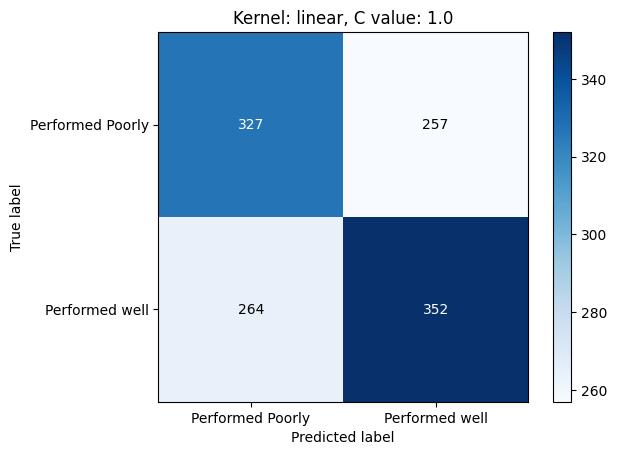 Kernel: linear, C value: 1.0
Performed Poorly
327
257
Performed well
264
352
Performed Poorly
Performed well
Predicted label
True label
340
320
300
280
260